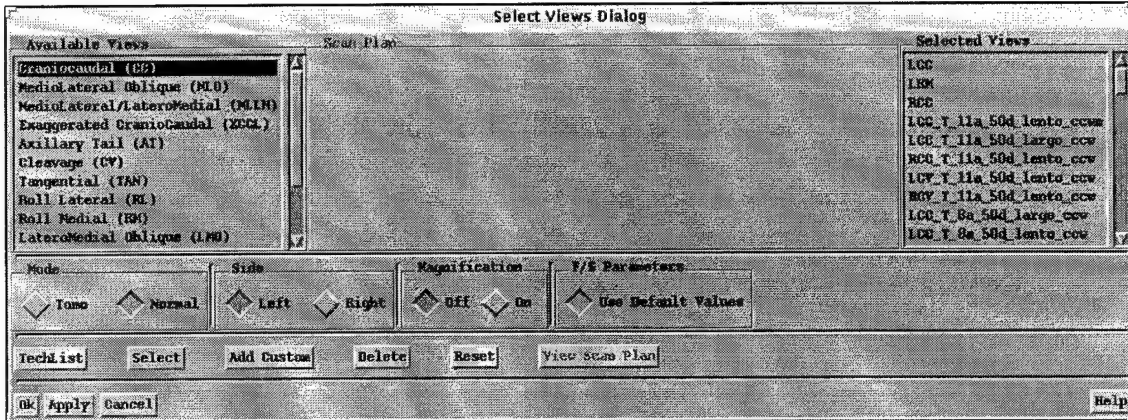 Select Views Dialog
Available Views
Scan Plan
Selected Views
Craniocaudal (CC)
MedioLateral Oblique (MLO)
MedioLateral/LateroMedial (MLLM)
Exaggerated CranioCaudal (XCCL)
Axillary Tail (AT)
Cleavage (CV)
Tangential (TAN)
Roll Lateral (RL)
Roll Medial (RM)
LateroMedial Oblique (LMO)
LCC
LRM
RCC
LCC_T_11a_50d_lento_ccwm
LCC_T_11a_50d_largo_ccw
RCC_T_11a_50d_lento_ccw
LCV_T_11a_50d_lento_ccw
RCV_T_11a_50d_lento_ccw
LCC_T_8a_50d_largo_ccw
LCC_T_8a_50d_lento_ccw
Mode
Side
Magnification
F/S Parameters
Tomo
Normal
Left
Right
Off
On
Use Default Values
TechList
Select
Add Custom
Delete
Reset
View Scan Plan
Ok
Apply
Cancel
Help